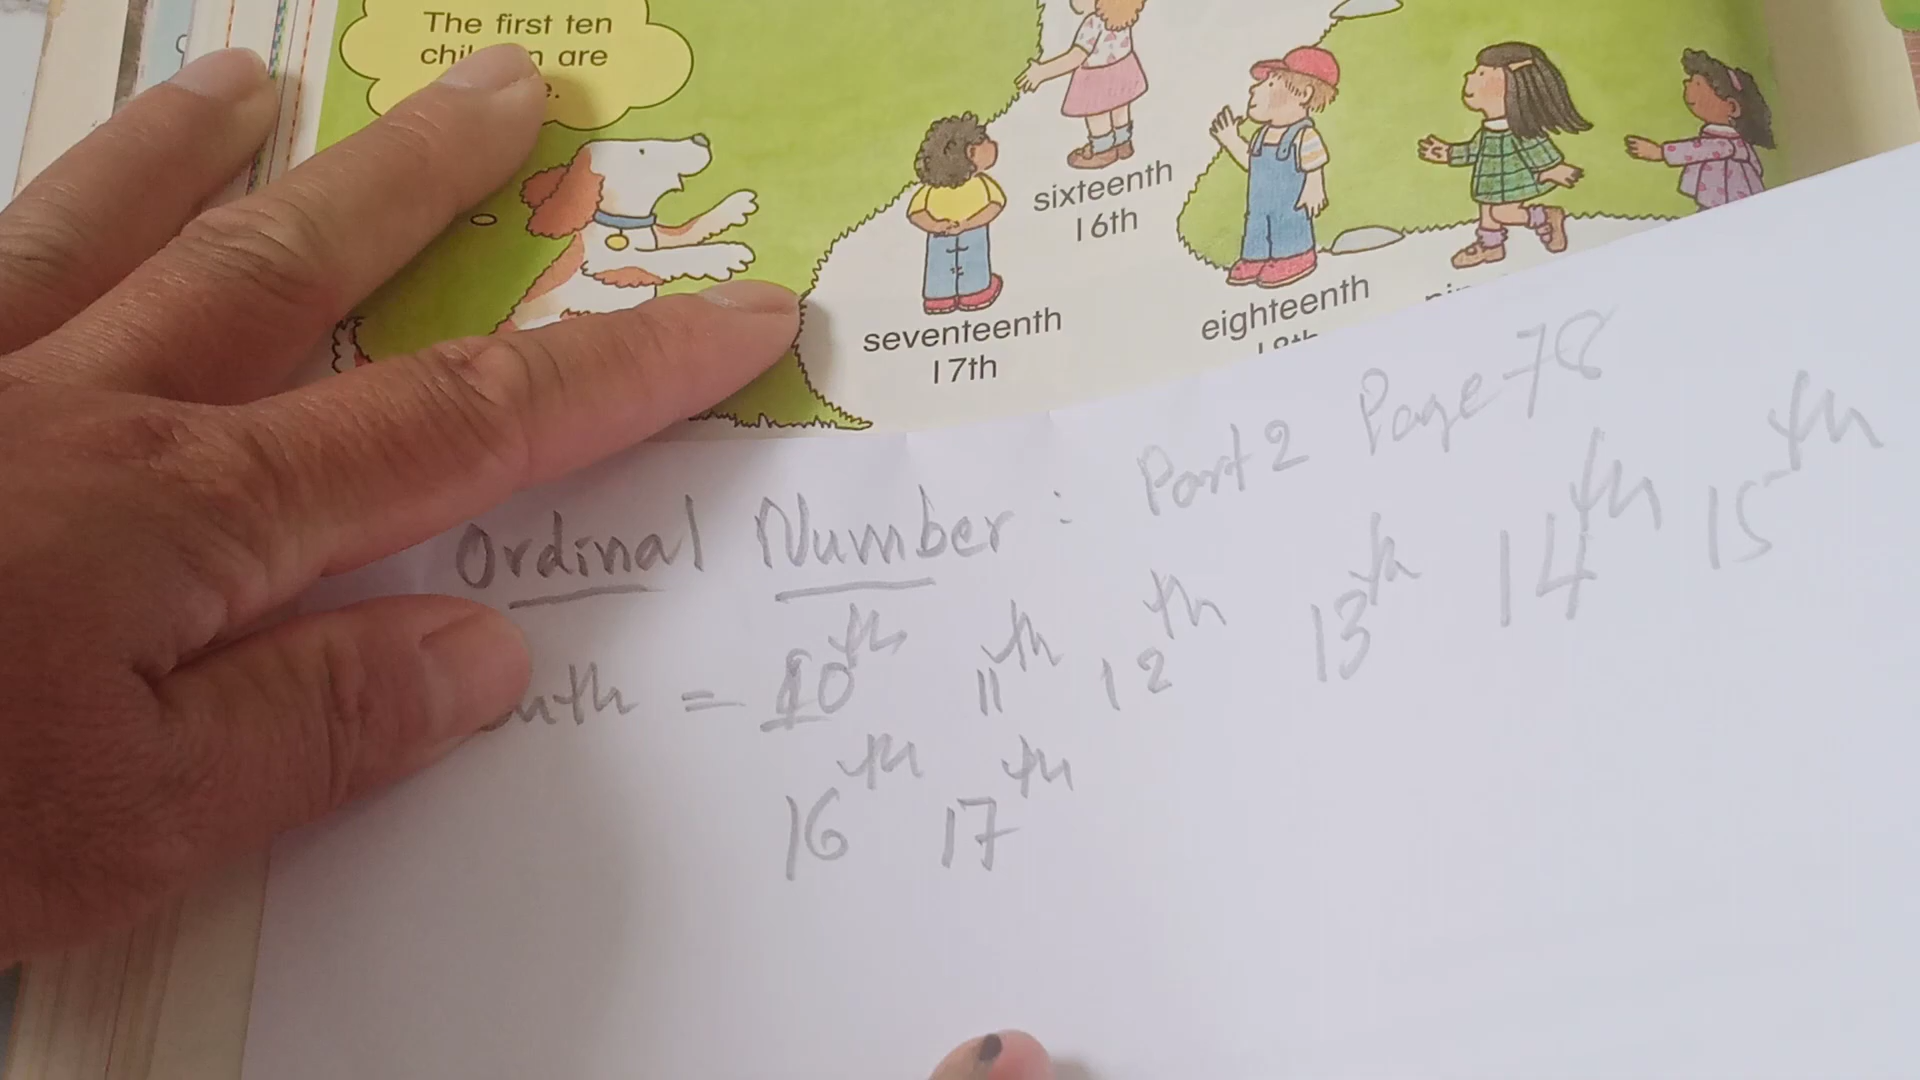 The first ten
are
sixteenth
16th
seventeenth
17th
eighteenth
Ordinal Number : Part 2 Page 78
= 10th 11th 12th 13th 14th 15th
16th 17th